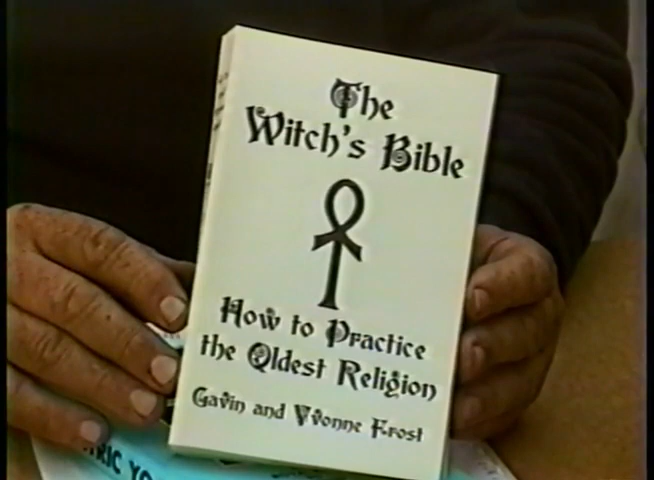 The
Witch's Bible
How to Practice
the Oldest Religion
Gavin and Yvonne Frost